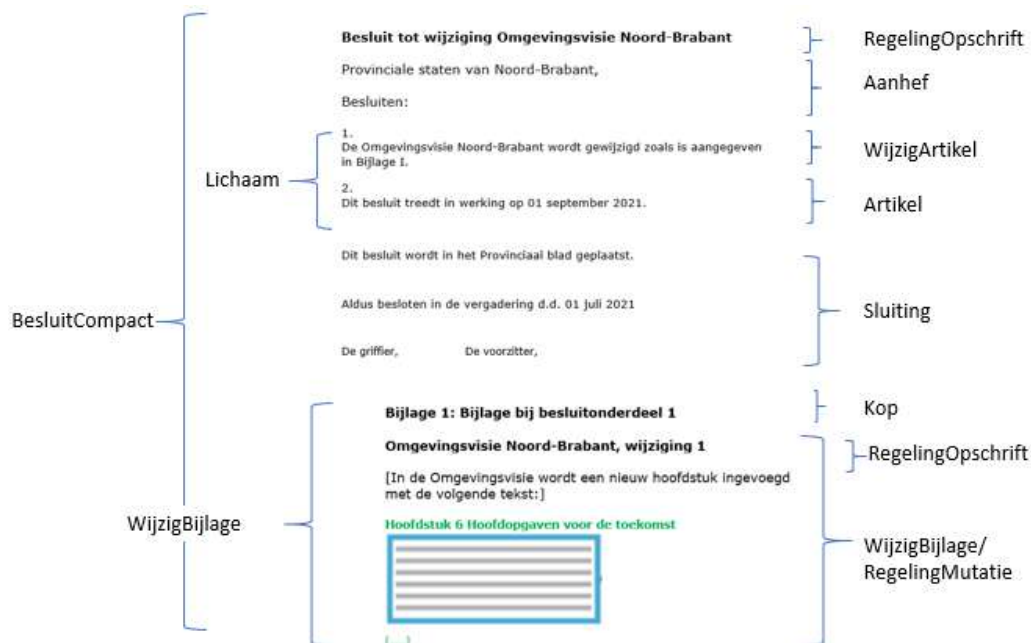 Besluit tot wijziging Omgevingsvisie Noord-Brabant
RegelingOpschrift
Provinciale staten van Noord-Brabant,
Aanhef
Besluiten:
1.
De Omgevingsvisie Noord-Brabant wordt gewijzigd zoals is aangegeven
in Bijlage I.
WijzigArtikel
Lichaam
2.
Dit besluit treedt in werking op 01 september 2021.
Artikel
Dit besluit wordt in het Provinciaal blad geplaatst.
Aldus besloten in de vergadering d.d. 01 juli 2021
Sluiting
BesluitCompact
De griffier, De voorzitter,
Bijlage 1: Bijlage bij besluitonderdeel 1
Kop
Omgevingsvisie Noord-Brabant, wijziging 1
RegelingOpschrift
[In de Omgevingsvisie wordt een nieuw hoofdstuk ingevoegd
met de volgende tekst:]
WijzigBijlage
Hoofdstuk 6 Hoofdopgaven voor de toekomst
WijzigBijlage/
RegelingMutatie